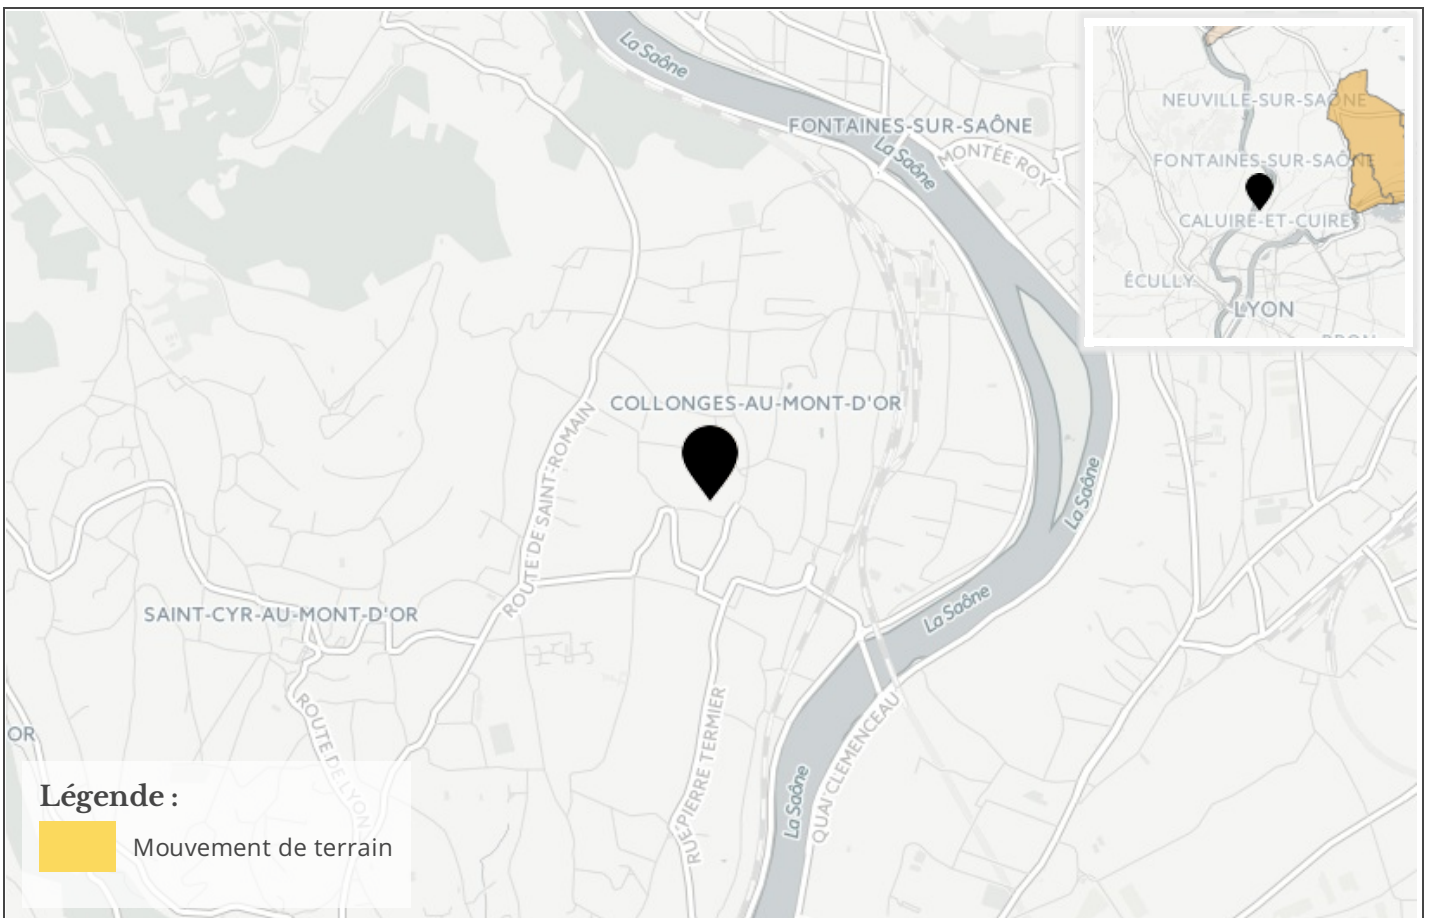 La Saône
FONTAINES-SUR-SAÔNE
La Saône
MONTÉE ROY
NEUVILLE-SUR-SAÔNE
FONTAINES-SUR-SAÔNE
CALUIRE-ET-CUIRE
ÉCULLY
LYON
COLLONGES-AU-MONT-D'OR
ROUTE DE SAINT-ROMAIN
La Saône
La Saône
SAINT-CYR-AU-MONT-D'OR
ROUTE DE LYON
OR
RUE PIERRE TERMIER
QUAI CLEMENCEAU
La Saône
Légende :
Mouvement de terrain